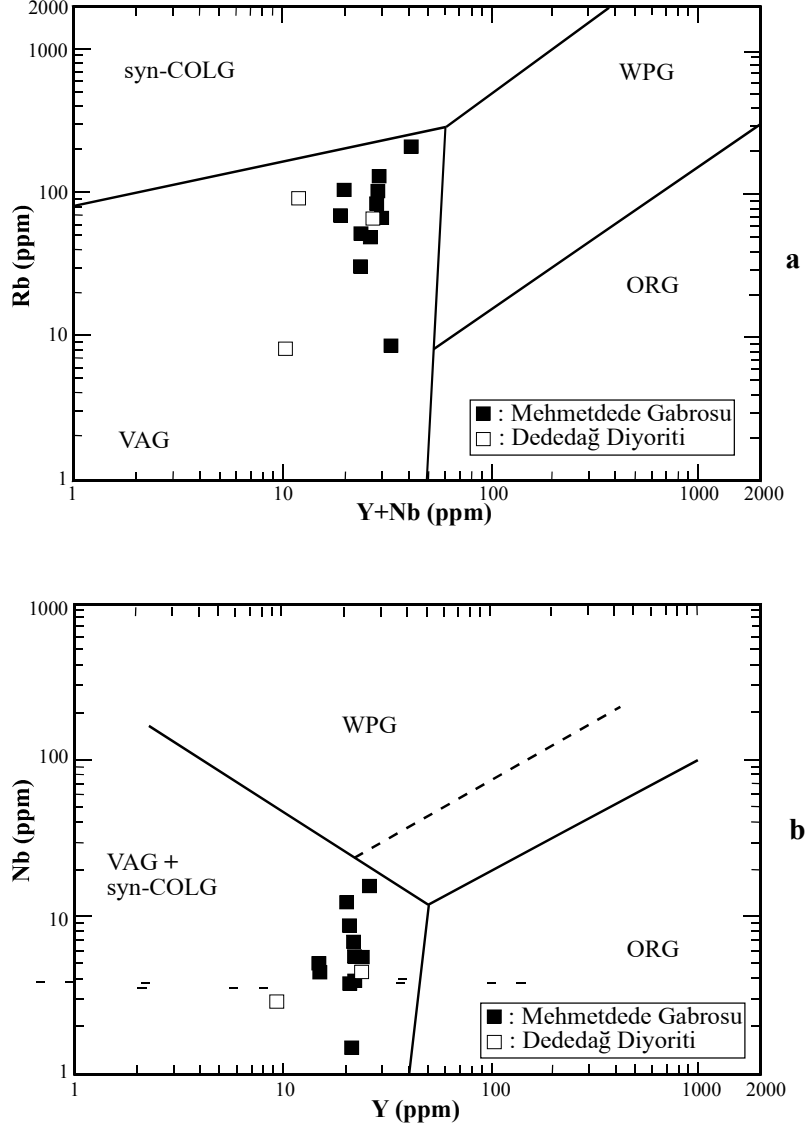 2000
1000
syn-COLG
WPG
100
Rb (ppm)
a
ORG
10
■ : Mehmetdede Gabrosu
□ : Dededağ Diyoriti
VAG
1
1
10
100
1000
2000
Y+Nb (ppm)
1000
WPG
100
Nb (ppm)
b
VAG +
syn-COLG
10
ORG
■ : Mehmetdede Gabrosu
□ : Dededağ Diyoriti
1
1
10
100
1000
2000
Y (ppm)